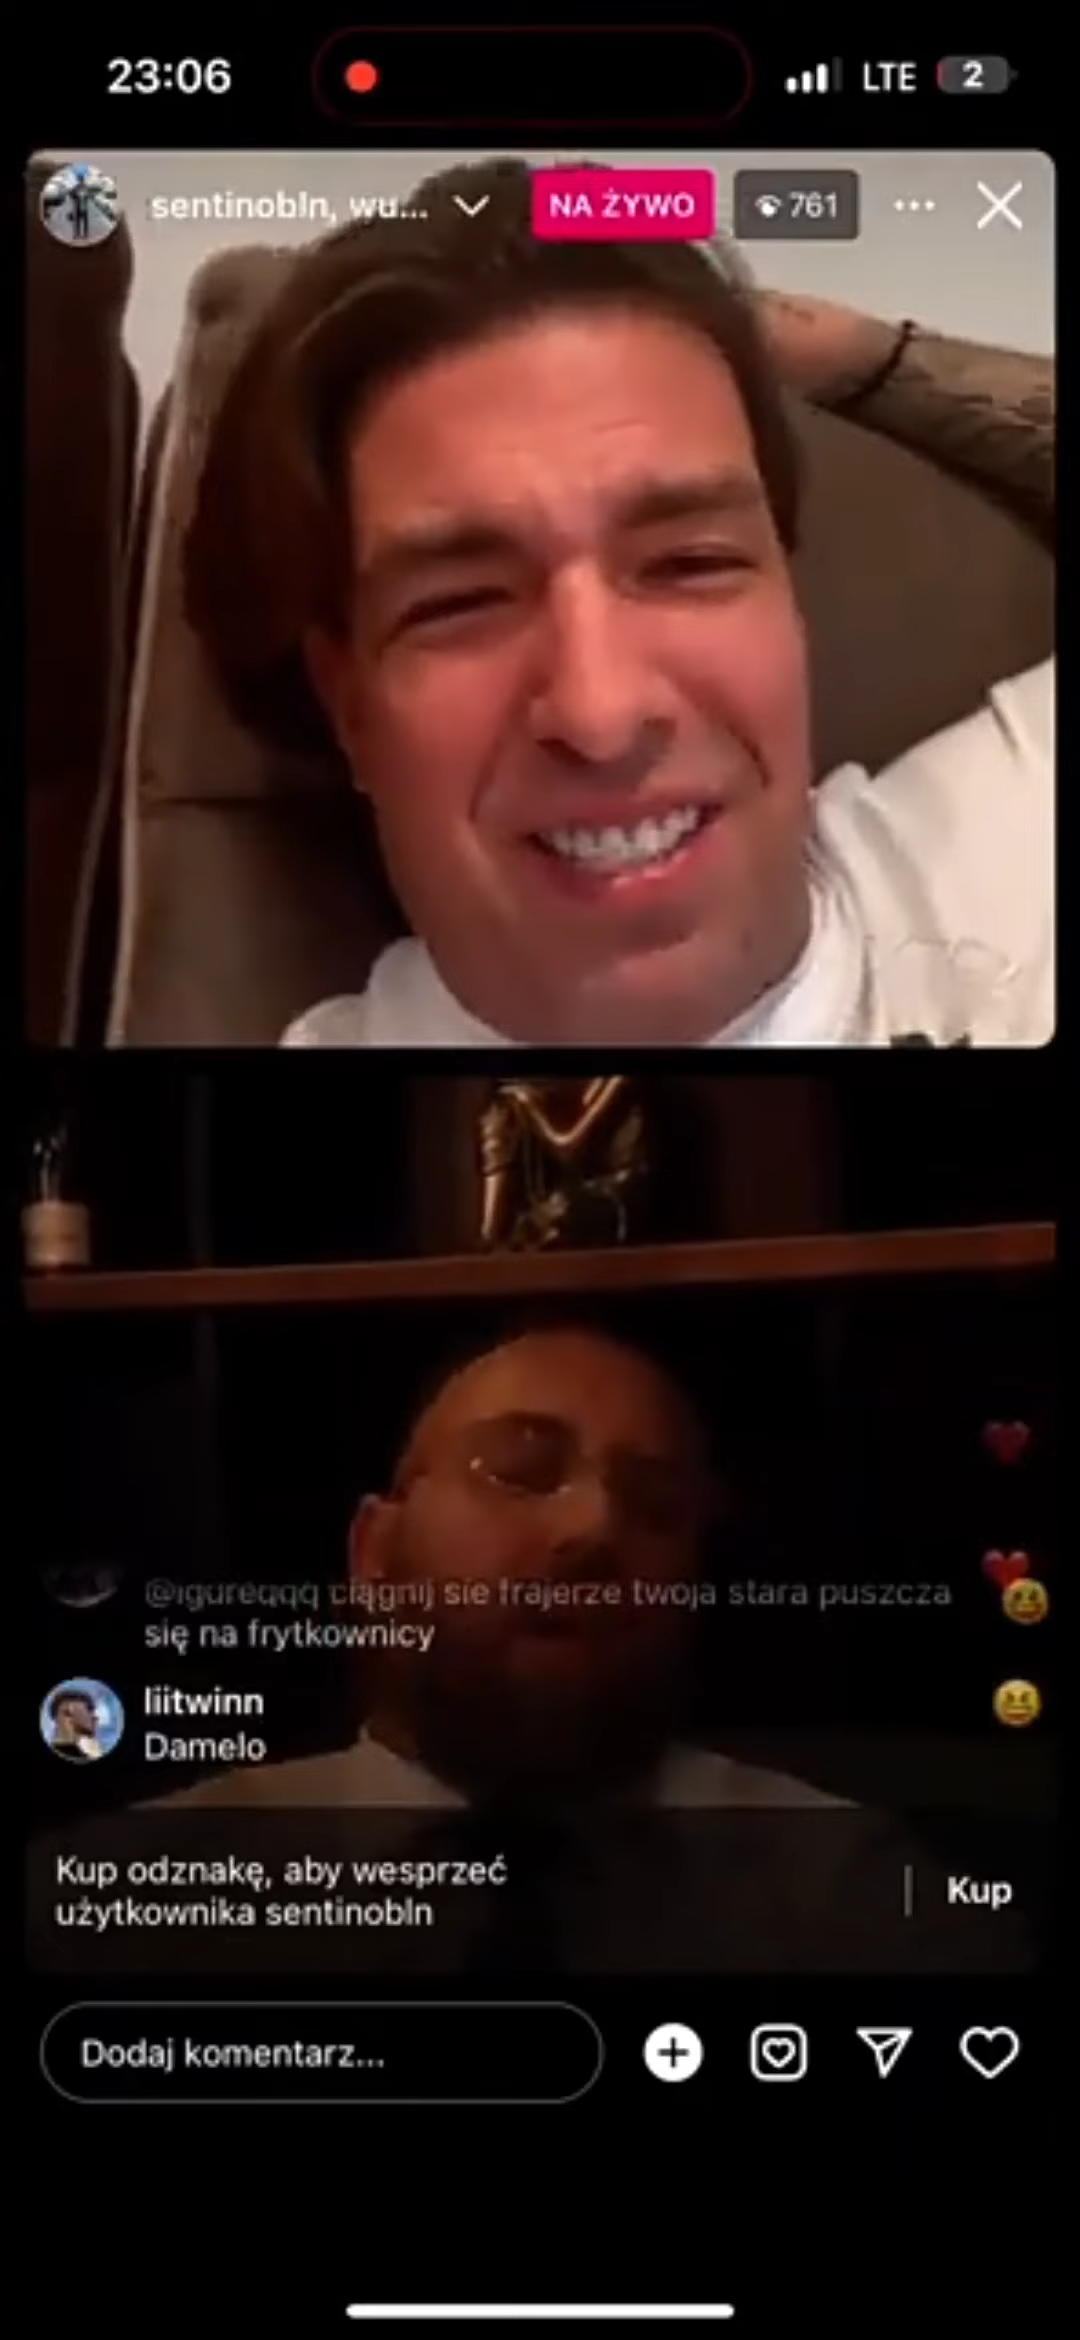 23:06
LTE
2
sentinobln, wu...
NA ŻYWO
761
@igureqqq ciągnij sie frajerze twoja stara puszcza
się na frytkownicy
liitwinn
Damelo
Kup odznakę, aby wesprzeć
użytkownika sentinobln
Kup
Dodaj komentarz...